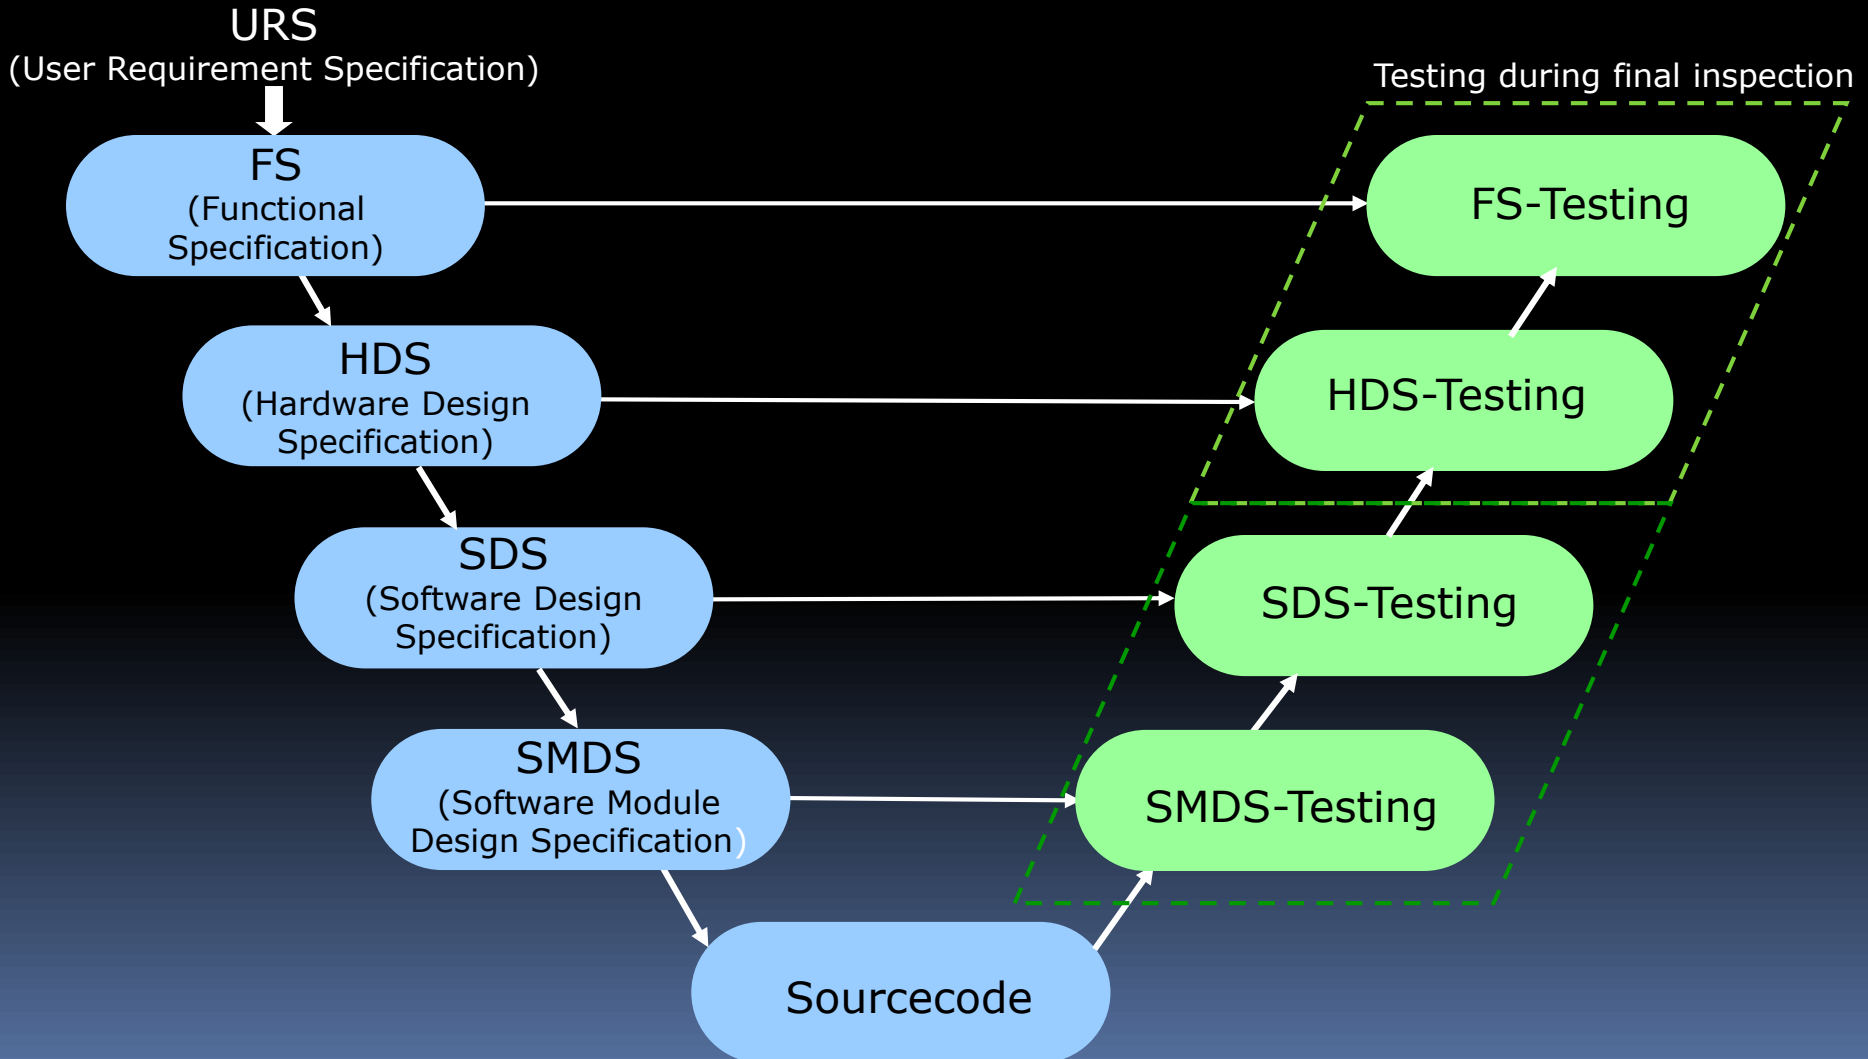 URS
(User Requirement Specification)
Testing during final inspection
FS
(Functional
Specification)
FS-Testing
HDS
(Hardware Design
Specification)
HDS-Testing
SDS
(Software Design
Specification)
SDS-Testing
SMDS
(Software Module
Design Specification)
SMDS-Testing
Sourcecode